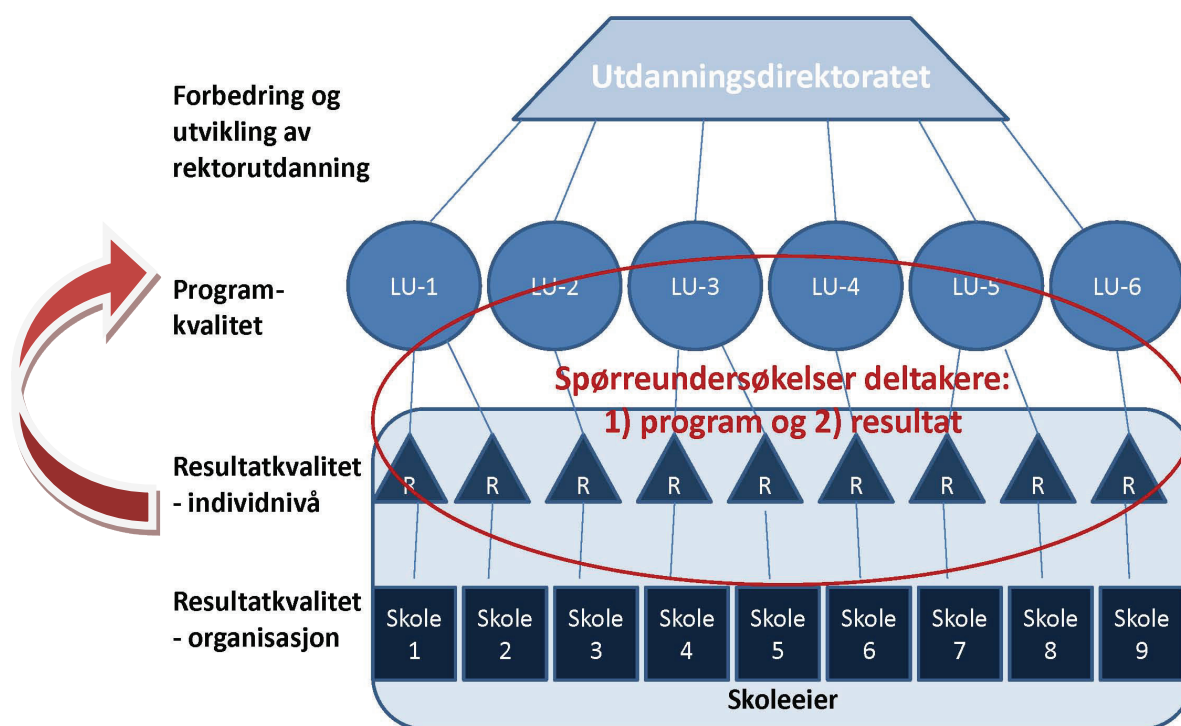 Utdanningsdirektoratet
Forbedring og
utvikling av
rektorutdanning
Program-
kvalitet
LU-1 LU-2 LU-3 LU-4 LU-5 LU-6
Spørreundersøkelser deltakere:
1) program og 2) resultat
Resultatkvalitet
- individnivå
R R R R R R R R R
Resultatkvalitet
- organisasjon
Skole Skole Skole Skole Skole Skole Skole Skole Skole
1 2 3 4 5 6 7 8 9
Skoleeier